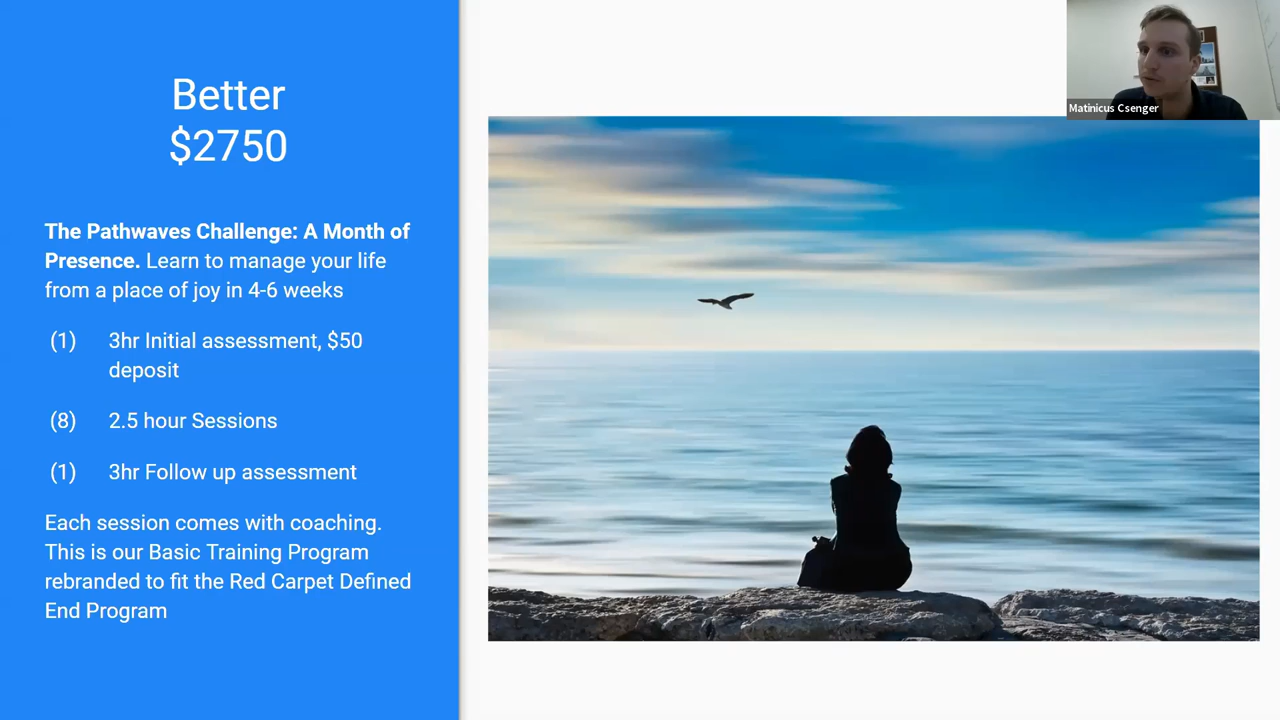 Better
$2750
The Pathwaves Challenge: A Month of
Presence. Learn to manage your life
from a place of joy in 4-6 weeks
(1) 3hr Initial assessment, $50
deposit
(8) 2.5 hour Sessions
(1) 3hr Follow up assessment
Each session comes with coaching.
This is our Basic Training Program
rebranded to fit the Red Carpet Defined
End Program
Matinicus Csenger